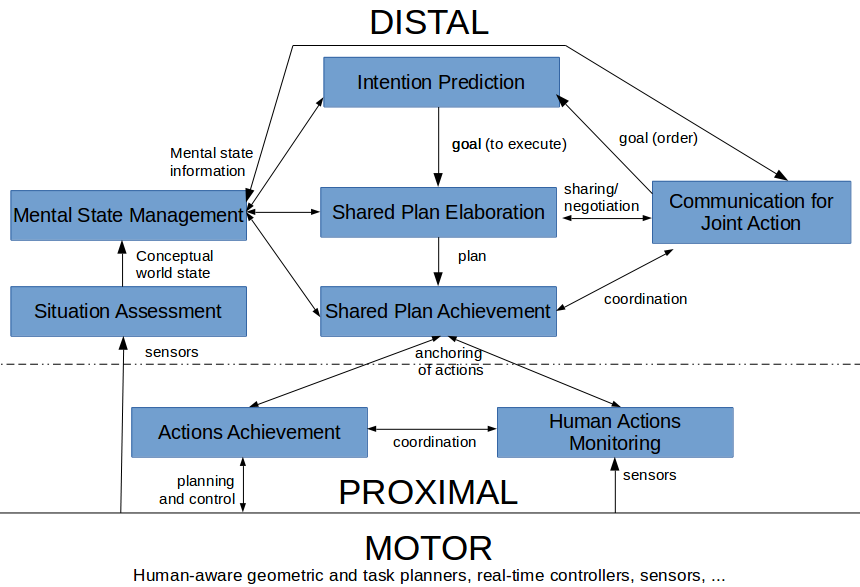 DISTAL
Intention Prediction
Mental state
information
goal (to execute)
goal (order)
Mental State Management
Shared Plan Elaboration
sharing/
negotiation
Communication for
Joint Action
Conceptual
world state
plan
Situation Assessment
Shared Plan Achievement
coordination
sensors
anchoring
of actions
Actions Achievement
coordination
Human Actions
Monitoring
planning
and control
PROXIMAL
sensors
MOTOR
Human-aware geometric and task planners, real-time controllers, sensors, ...